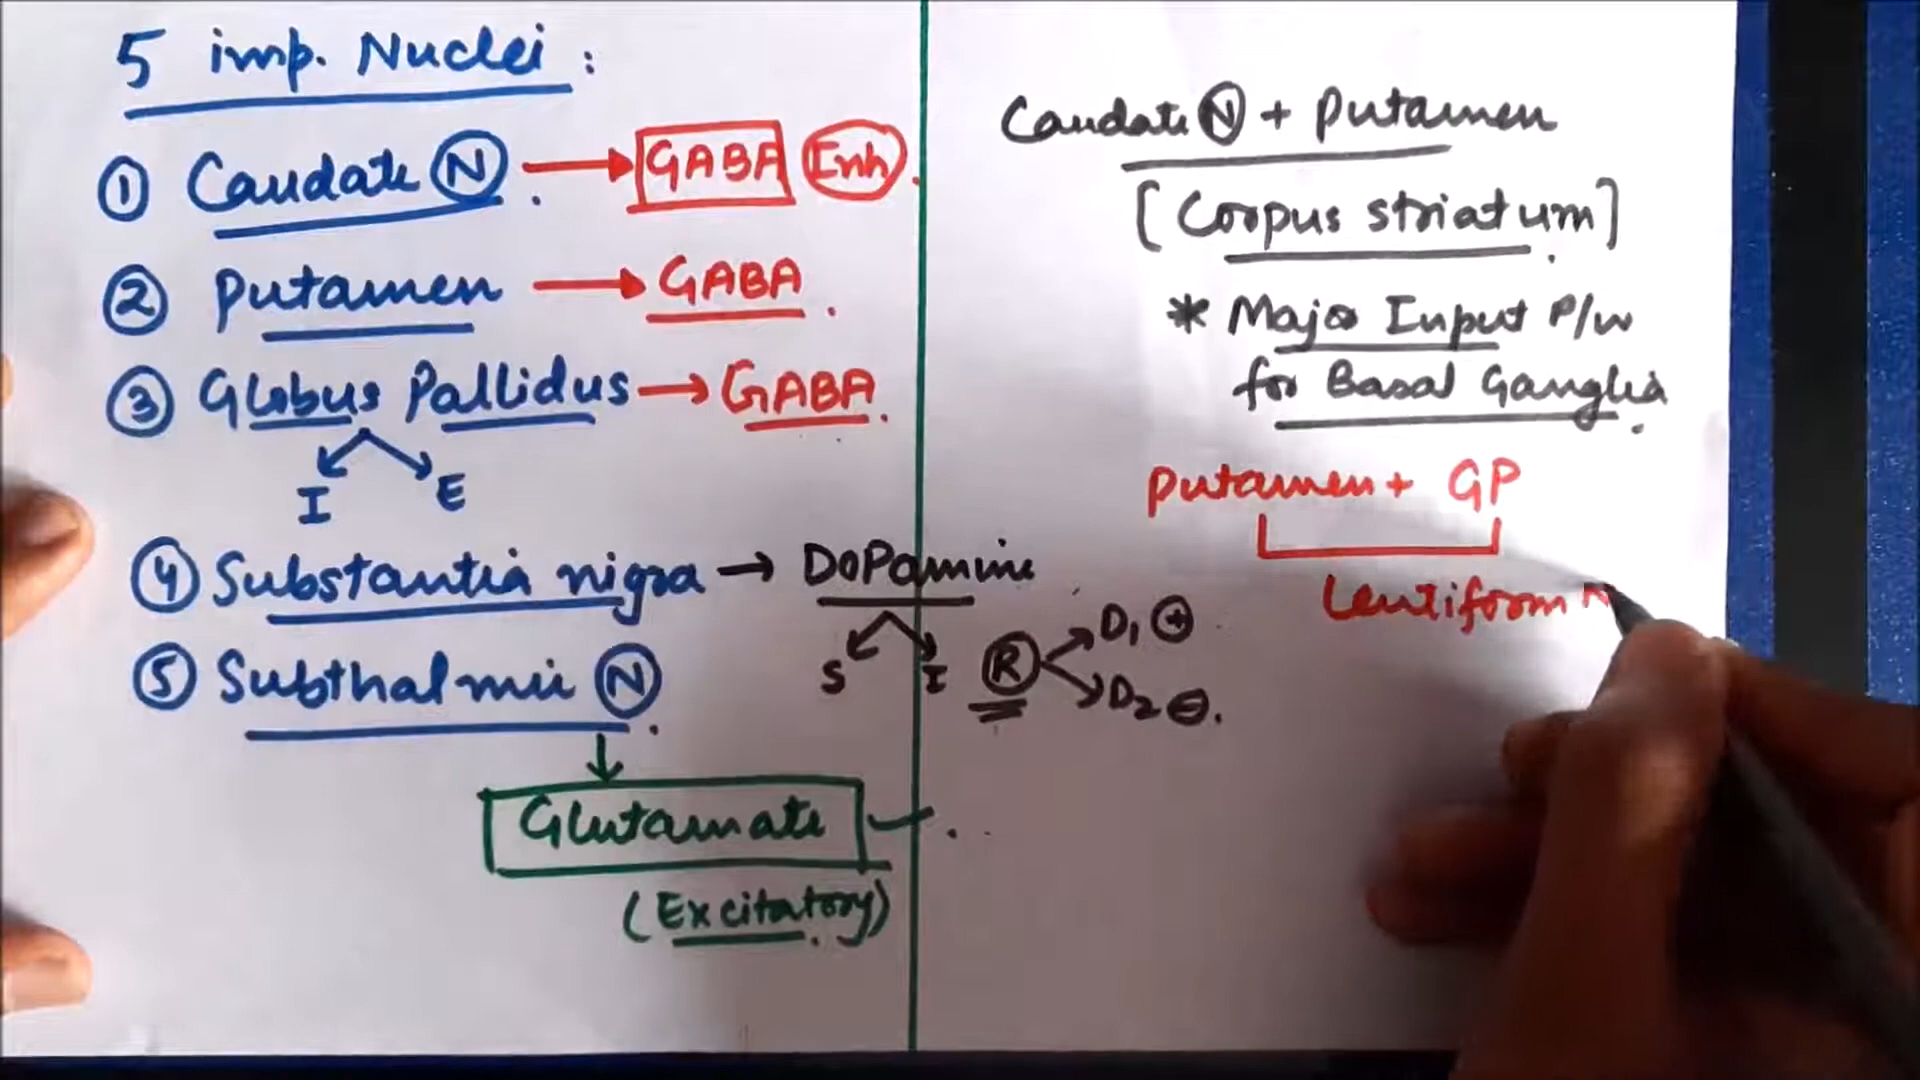 5 imp. Nuclei :
① Caudate Ⓝ. → GABA Inh.
② Putamen → GABA.
③ Globus Pallidus → GABA.
I E
④ Substantia nigra → DoPamine
S I R D1 ⊕
D2 ⊖.
⑤ Subthalmic Ⓝ.
↓
Glutamate
(Excitatory)
Caudate Ⓝ + Putamen
[Corpus striatum].
* Major Input P/w
for Basal Ganglia.
Putamen + GP
Lentiform N